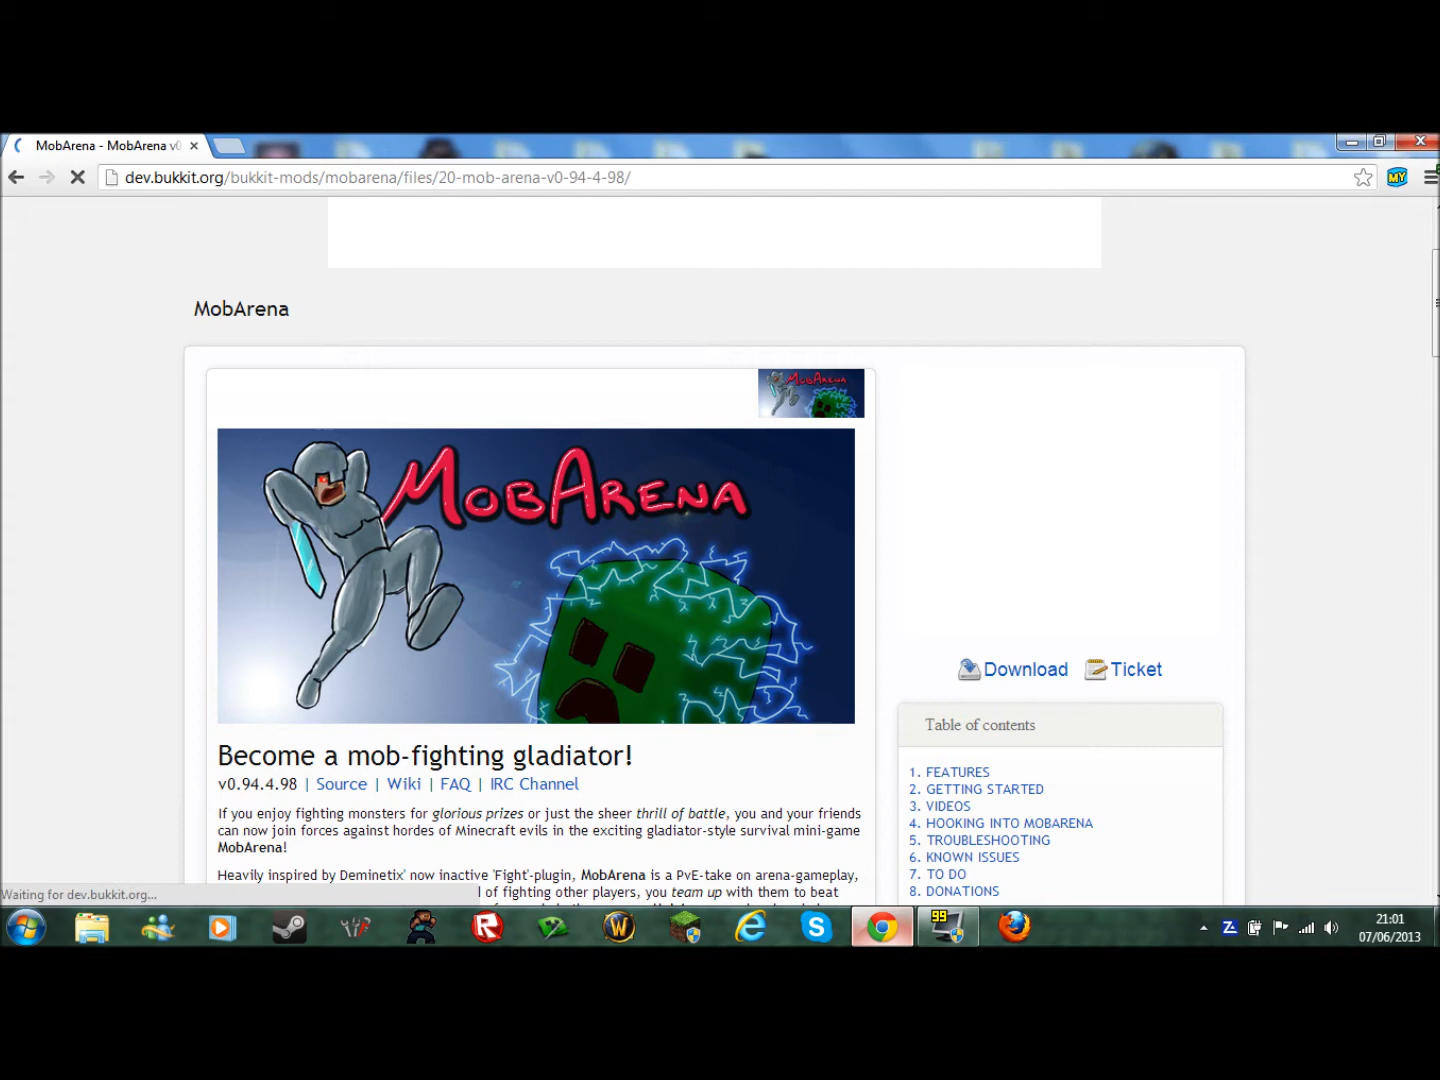 MobArena - MobArena v0
dev.bukkit.org/bukkit-mods/mobarena/files/20-mob-arena-v0-94-4-98/
MY
MobArena
MobArena
MobArena
Download
Ticket
Table of contents
1. FEATURES
2. GETTING STARTED
3. VIDEOS
4. HOOKING INTO MOBARENA
5. TROUBLESHOOTING
6. KNOWN ISSUES
7. TO DO
8. DONATIONS
Become a mob-fighting gladiator!
v0.94.4.98 | Source | Wiki | FAQ | IRC Channel
If you enjoy fighting monsters for glorious prizes or just the sheer thrill of battle, you and your friends
can now join forces against hordes of Minecraft evils in the exciting gladiator-style survival mini-game
MobArena!
Heavily inspired by Deminetix' now inactive 'Fight'-plugin, MobArena is a PvE-take on arena-gameplay,
of fighting other players, you team up with them to beat
Waiting for dev.bukkit.org...
99
21:01
07/06/2013